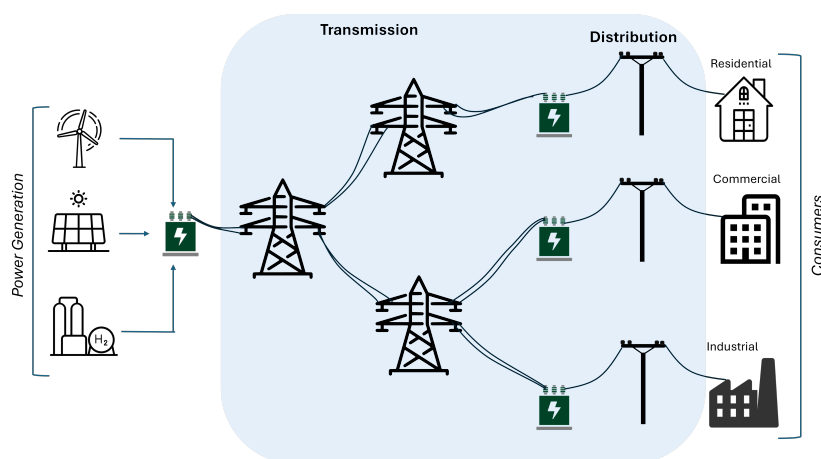 Transmission
Distribution
Residential
Power Generation
Commercial
Consumers
H₂
Industrial